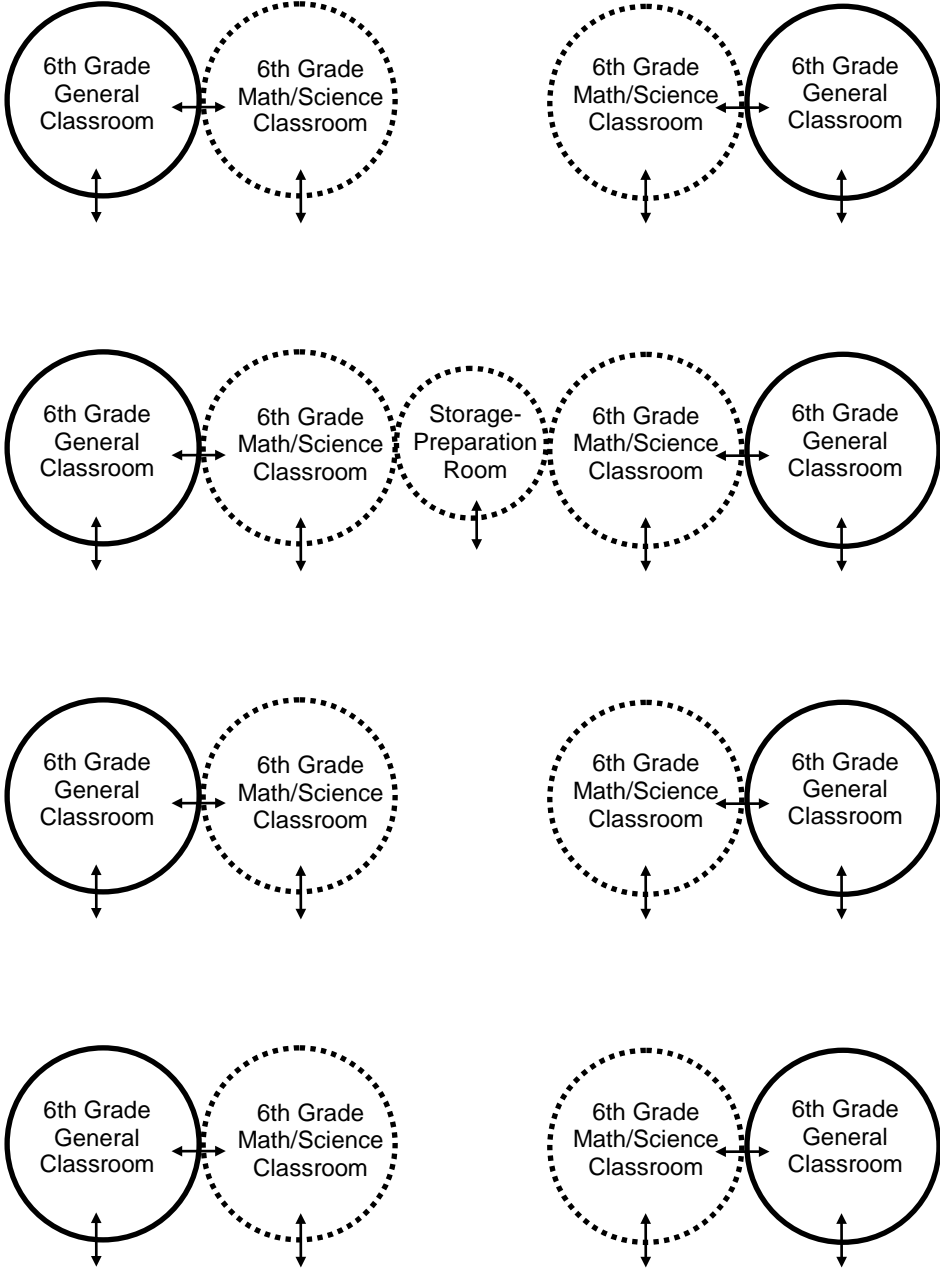 6th Grade
General
Classroom
6th Grade
Math/Science
Classroom
6th Grade
Math/Science
Classroom
6th Grade
General
Classroom
6th Grade
General
Classroom
6th Grade
Math/Science
Classroom
Storage-
Preparation
Room
6th Grade
Math/Science
Classroom
6th Grade
General
Classroom
6th Grade
General
Classroom
6th Grade
Math/Science
Classroom
6th Grade
Math/Science
Classroom
6th Grade
General
Classroom
6th Grade
General
Classroom
6th Grade
Math/Science
Classroom
6th Grade
Math/Science
Classroom
6th Grade
General
Classroom